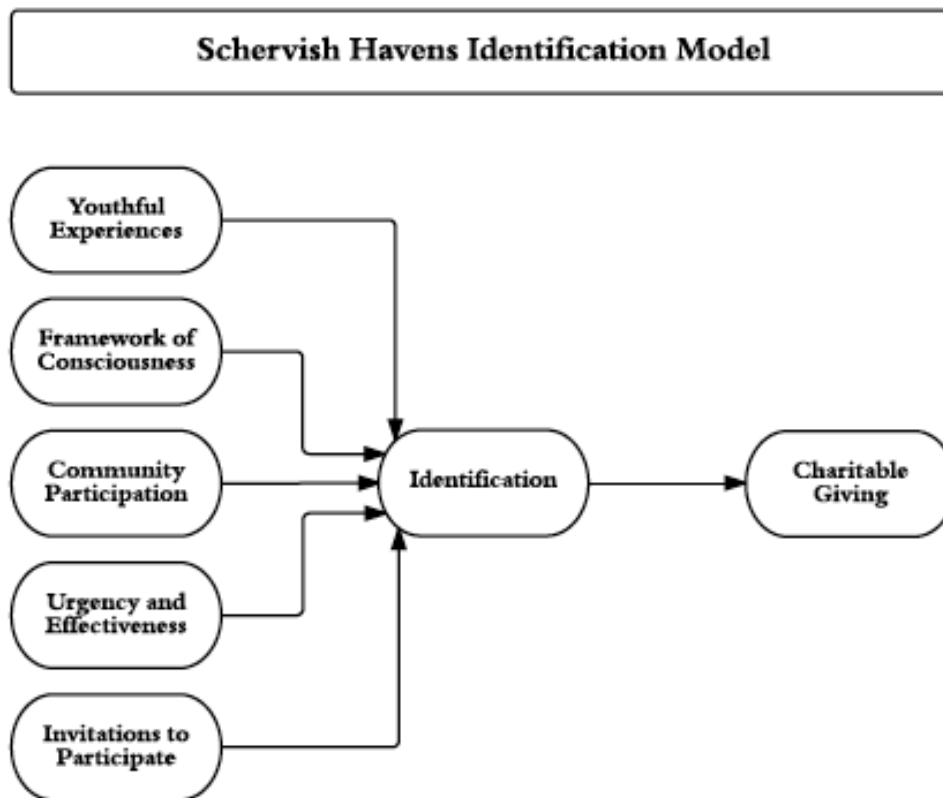 Schervish Havens Identification Model
Youthful
Experiences
Framework of
Consciousness
Community
Participation
Identification
Charitable
Giving
Urgency and
Effectiveness
Invitations to
Participate